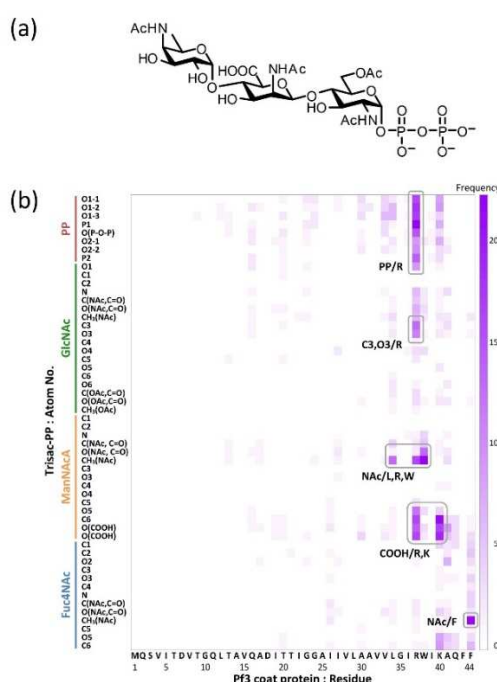 (a)
AcHN
HO
O
HO
O
HOOC
NHAc
O
HO
O
O
OAc
O
HO
AcHN
O
O
P
O⁻
O
O
P
O⁻
O⁻
(b)
Frequency
20
15
10
5
0
Trisac-PP : Atom No.
PP
O1-1
O1-2
O1-3
P1
O(P-O-P)
O2-1
O2-2
P2
GlcNAc
O1
C1
C2
N
C(NAc,C=O)
O(NAc,C=O)
CH₃(NAc)
C3
O3
C4
O4
C5
O5
C6
O6
C(OAc,C=O)
O(OAc,C=O)
CH₃(OAc)
ManNAcA
C1
C2
N
C(NAc, C=O)
O(NAc, C=O)
CH₃(NAc)
C3
O3
C4
O4
C5
O5
C6
O(COOH)
O(COOH)
Fuc4NAc
C1
C2
O2
C3
O3
C4
N
C(NAc,C=O)
O(NAc,C=O)
CH₃(NAc)
C5
O5
C6
PP/R
C3,O3/R
NAc/L,R,W
COOH/R,K
NAc/F
M Q S V I T D V T G Q L T A V Q A D I T T I G G A I I V L A A V V L G I R W I K A Q F F
1 5 10 15 20 25 30 35 40 44
Pf3 coat protein : Residue